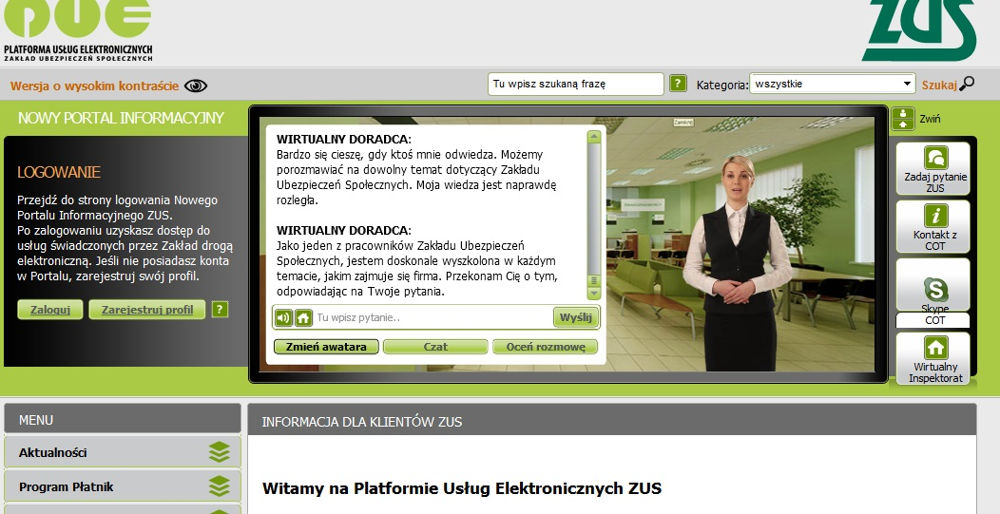 PUE
PLATFORMA USŁUG ELEKTRONICZNYCH
ZAKŁAD UBEZPIECZEŃ SPOŁECZNYCH
ZUS
Wersja o wysokim kontraście
Tu wpisz szukaną frazę
?
Kategoria:
wszystkie
Szukaj
NOWY PORTAL INFORMACYJNY
LOGOWANIE
Przejdź do strony logowania Nowego
Portalu Informacyjnego ZUS.
Po zalogowaniu uzyskasz dostęp do
usług świadczonych przez Zakład drogą
elektroniczną. Jeśli nie posiadasz konta
w Portalu, zarejestruj swój profil.
Zaloguj
Zarejestruj profil
?
WIRTUALNY DORADCA:
Bardzo się cieszę, gdy ktoś mnie odwiedza. Możemy
porozmawiać na dowolny temat dotyczący Zakładu
Ubezpieczeń Społecznych. Moja wiedza jest naprawdę
rozległa.
WIRTUALNY DORADCA:
Jako jeden z pracowników Zakładu Ubezpieczeń
Społecznych, jestem doskonale wyszkolona w każdym
temacie, jakim zajmuje się firma. Przekonam Cię o tym,
odpowiadając na Twoje pytania.
Tu wpisz pytanie..
Wyślij
Zmień awatara
Czat
Oceń rozmowę
Zamknij
Zwiń
Zadaj pytanie
ZUS
Kontakt z
COT
Skype
COT
Wirtualny
Inspektorat
MENU
Aktualności
Program Płatnik
INFORMACJA DLA KLIENTÓW ZUS
Witamy na Platformie Usług Elektronicznych ZUS